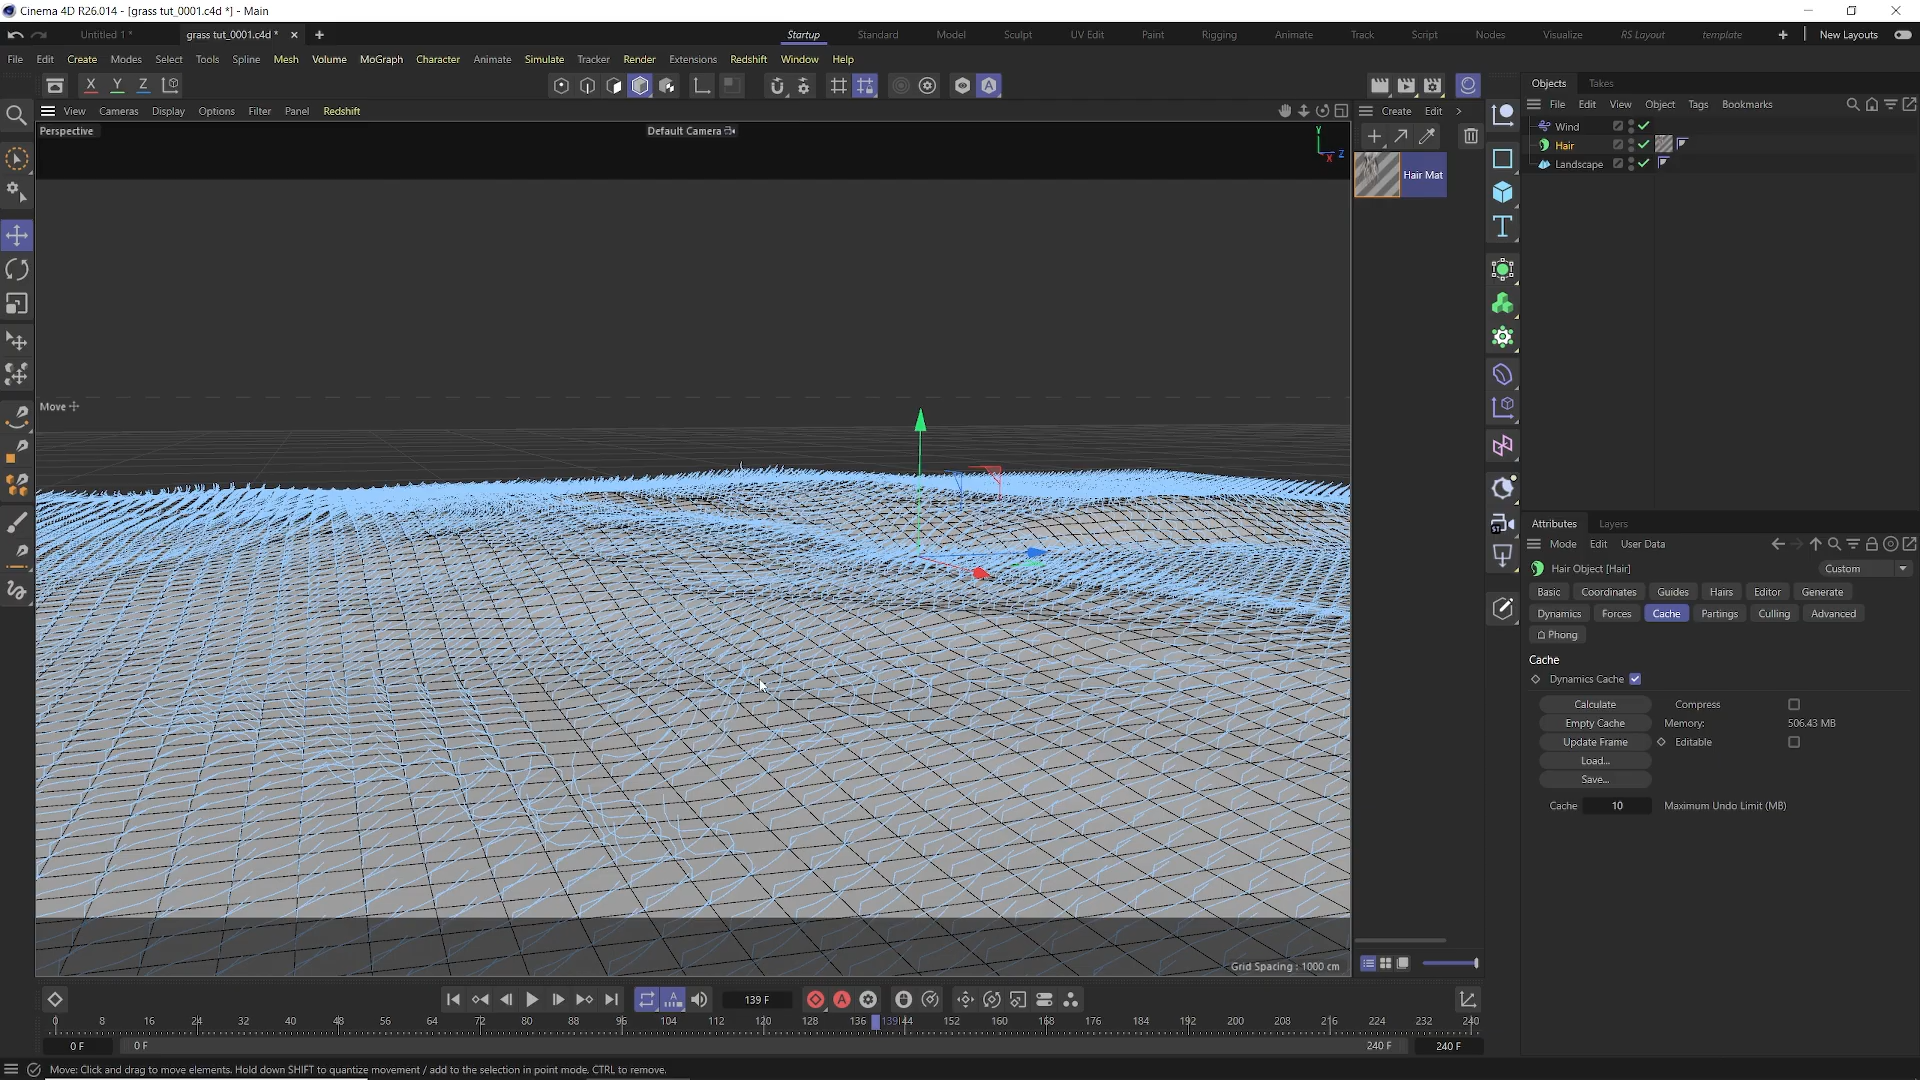 Cinema 4D R26.014 - [grass tut_0001.c4d *] - Main
Untitled 1 *
grass tut_0001.c4d *
Startup
Standard
Model
Sculpt
UV Edit
Paint
Rigging
Animate
Track
Script
Nodes
Visualize
RS Layout
template
New Layouts
File Edit Create Modes Select Tools Spline Mesh Volume MoGraph Character Animate Simulate Tracker Render Extensions Redshift Window Help
X Y Z
Objects Takes
View Cameras Display Options Filter Panel Redshift
Create Edit
File Edit View Object Tags Bookmarks
Perspective
Default Camera
Y
Z
X
Wind
Hair
Landscape
Hair Mat
Move
Attributes Layers
Mode Edit User Data
Hair Object [Hair]
Custom
Basic Coordinates Guides Hairs Editor Generate
Dynamics Forces Cache Partings Culling Advanced
Phong
Cache
Dynamics Cache
Calculate Compress
Empty Cache Memory: 506.43 MB
Update Frame Editable
Load...
Save...
Cache 10 Maximum Undo Limit (MB)
Grid Spacing : 1000 cm
139 F
0 8 16 24 32 40 48 56 64 72 80 88 96 104 112 120 128 136 139 144 152 160 168 176 184 192 200 208 216 224 232 240
0 F 0 F 240 F 240 F
Move: Click and drag to move elements. Hold down SHIFT to quantize movement / add to the selection in point mode. CTRL to remove.